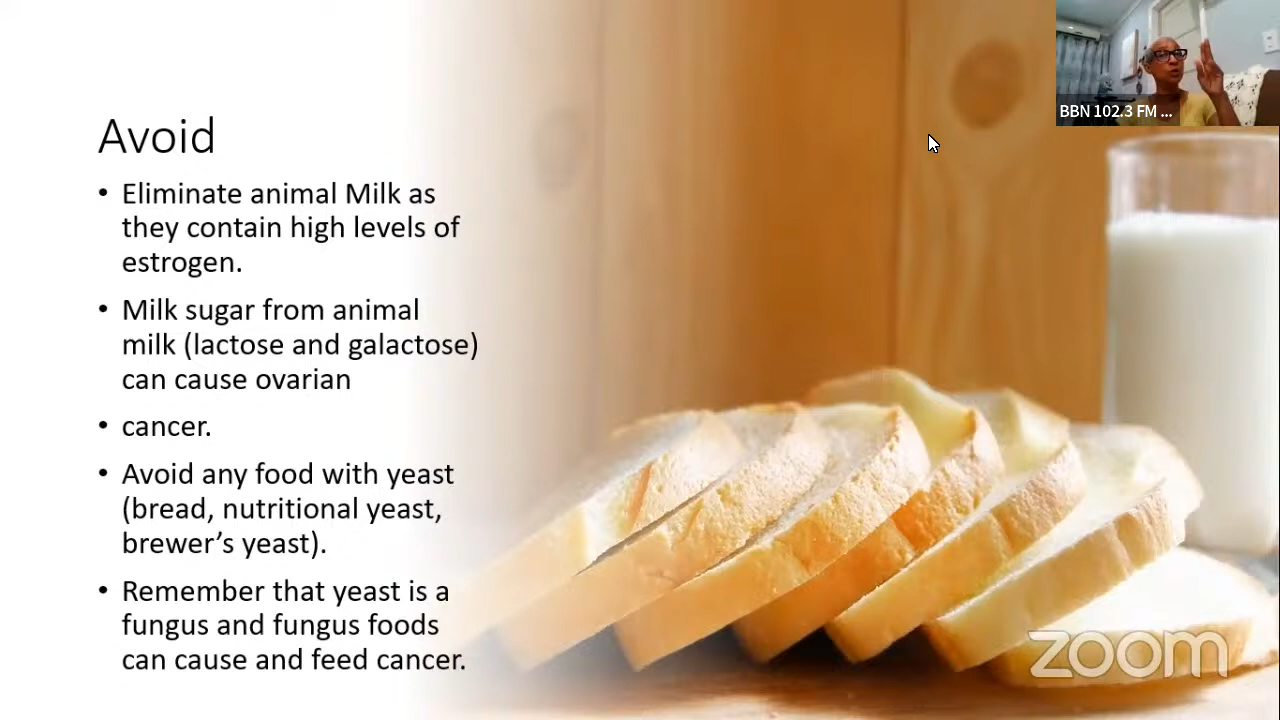 Avoid
• Eliminate animal Milk as
they contain high levels of
estrogen.
• Milk sugar from animal
milk (lactose and galactose)
can cause ovarian
• cancer.
• Avoid any food with yeast
(bread, nutritional yeast,
brewer’s yeast).
• Remember that yeast is a
fungus and fungus foods
can cause and feed cancer.
BBN 102.3 FM ...
zoom